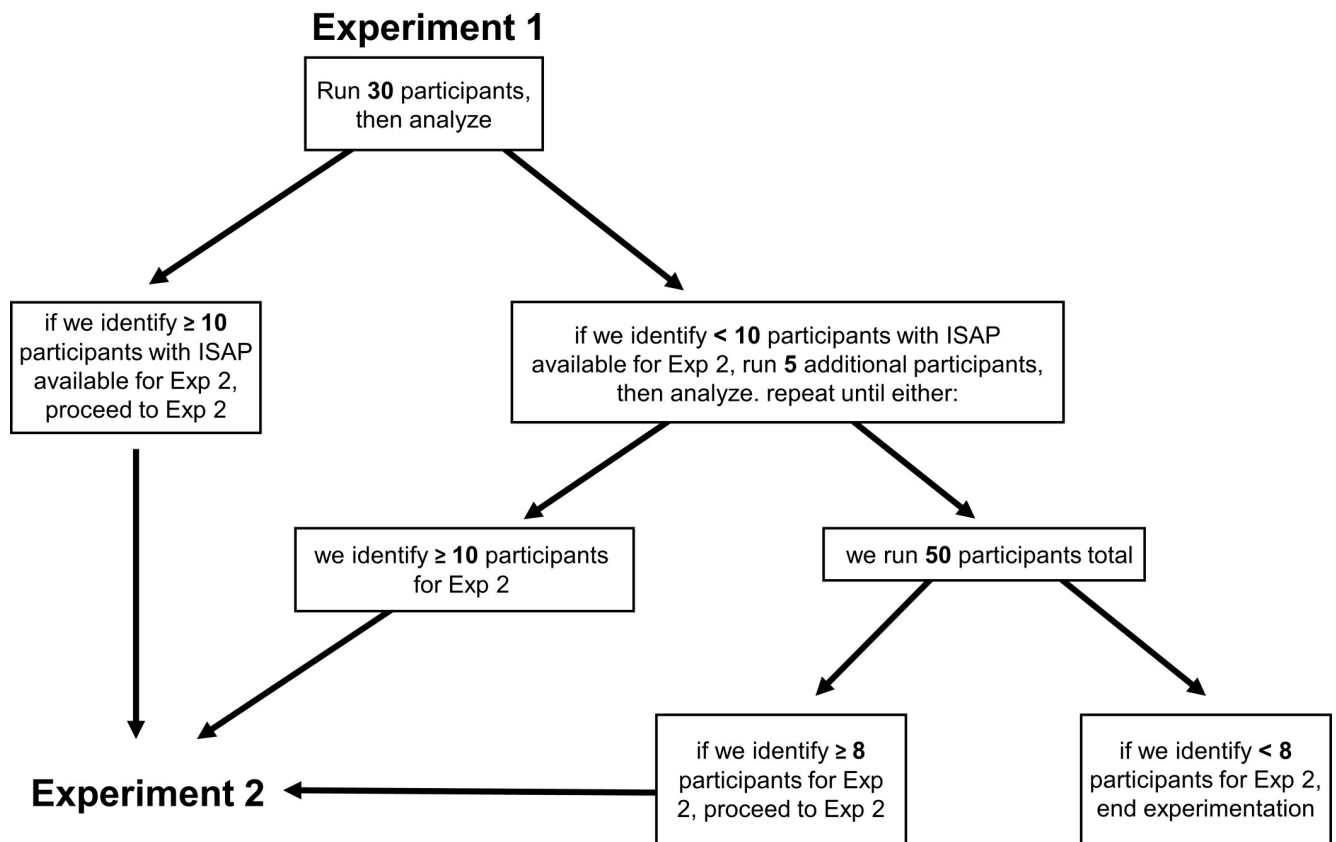 Experiment 1
Run 30 participants,
then analyze
if we identify ≥ 10
participants with ISAP
available for Exp 2,
proceed to Exp 2
if we identify < 10 participants with ISAP
available for Exp 2, run 5 additional participants,
then analyze. repeat until either:
we identify ≥ 10 participants
for Exp 2
we run 50 participants total
if we identify ≥ 8
participants for Exp
2, proceed to Exp 2
if we identify < 8
participants for Exp 2,
end experimentation
Experiment 2